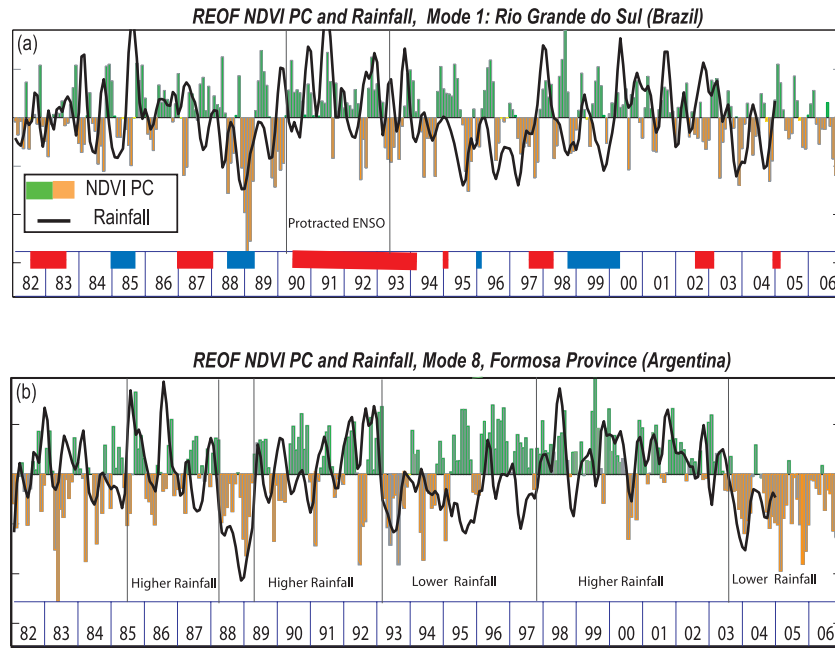 REOF NDVI PC and Rainfall, Mode 1: Rio Grande do Sul (Brazil)
(a)
NDVI PC
Rainfall
Protracted ENSO
82 83 84 85 86 87 88 89 90 91 92 93 94 95 96 97 98 99 00 01 02 03 04 05 06
REOF NDVI PC and Rainfall, Mode 8, Formosa Province (Argentina)
(b)
Higher Rainfall Higher Rainfall Lower Rainfall Higher Rainfall Lower Rainfall
82 83 84 85 86 87 88 89 90 91 92 93 94 95 96 97 98 99 00 01 02 03 04 05 06